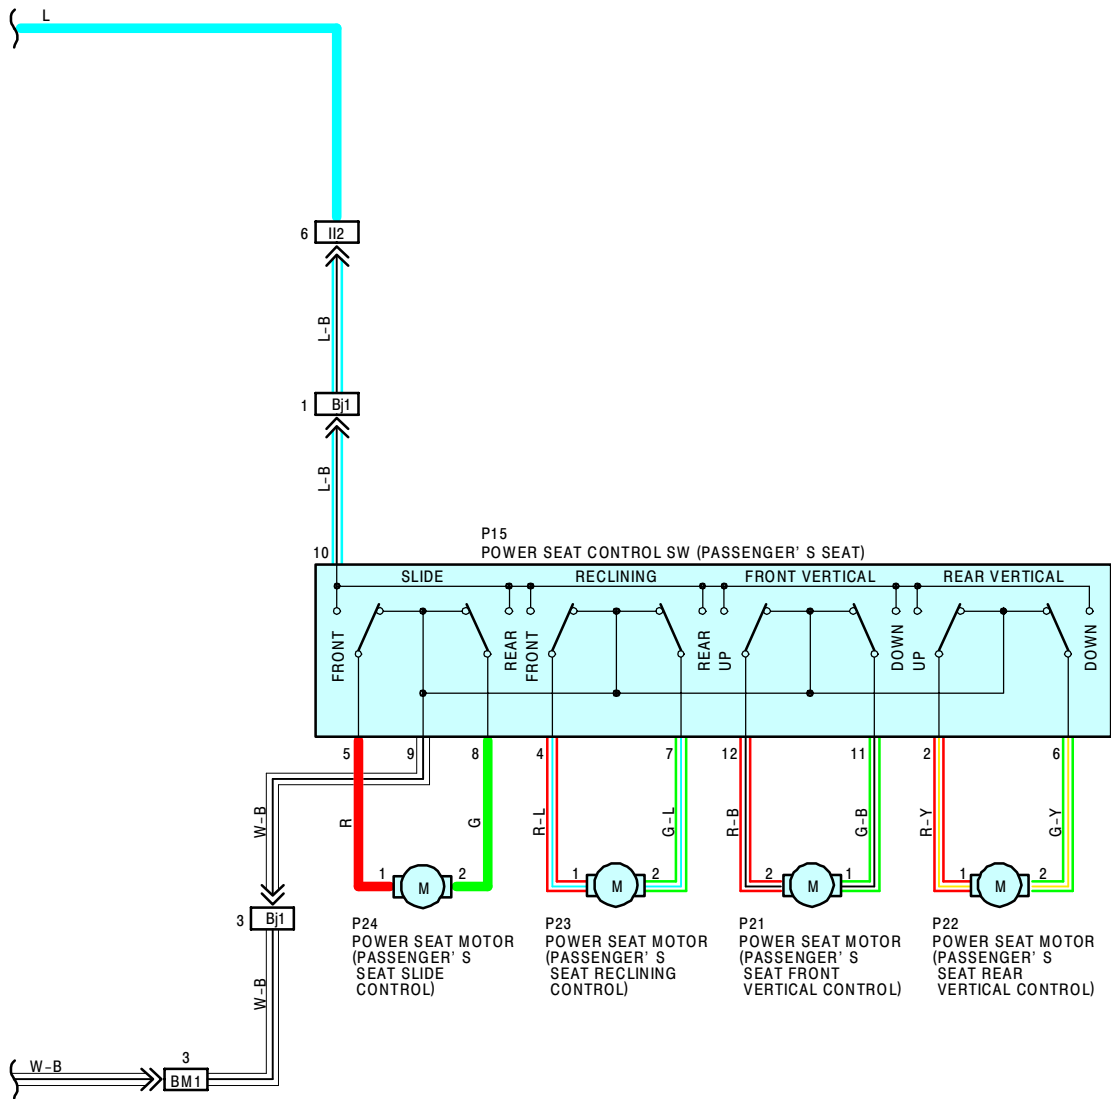 L
6 II2
L-B
1 Bj1
L-B
P15
POWER SEAT CONTROL SW (PASSENGER' S SEAT)
10
SLIDE RECLINING FRONT VERTICAL REAR VERTICAL
FRONT REAR FRONT REAR UP DOWN UP DOWN
5 9 8 4 7 12 11 2 6
W-B R G R-L G-L R-B G-B R-Y G-Y
1 M 2 1 M 2 2 M 1 1 M 2
3 Bj1
P24
POWER SEAT MOTOR
(PASSENGER' S
SEAT SLIDE
CONTROL)
P23
POWER SEAT MOTOR
(PASSENGER' S
SEAT RECLINING
CONTROL)
P21
POWER SEAT MOTOR
(PASSENGER' S
SEAT FRONT
VERTICAL CONTROL)
P22
POWER SEAT MOTOR
(PASSENGER' S
SEAT REAR
VERTICAL CONTROL)
W-B
W-B
3
BM1